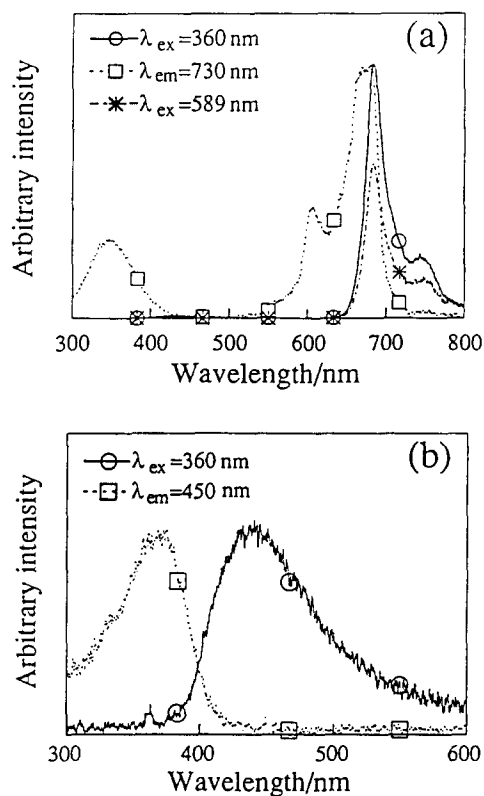 (a)
λex=360 nm
λem=730 nm
λex=589 nm
Arbitrary intensity
300 400 500 600 700 800
Wavelength/nm
(b)
λex=360 nm
λem=450 nm
Arbitrary intensity
300 400 500 600
Wavelength/nm